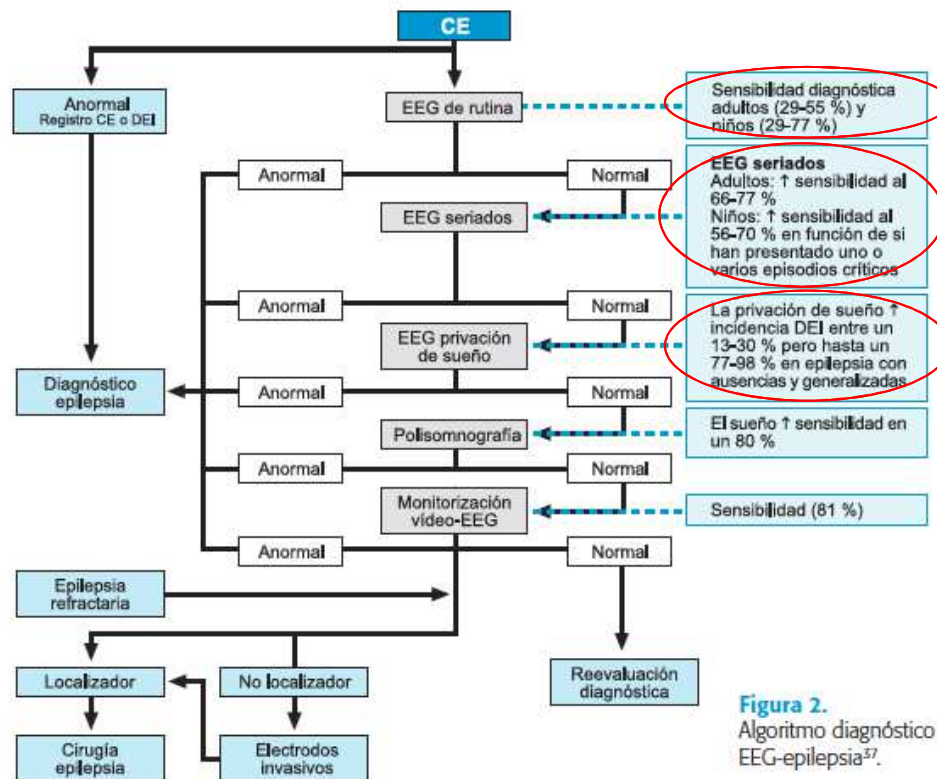 CE
Anormal
Registro CE o DEI
EEG de rutina
Sensibilidad diagnóstica
adultos (29-55 %) y
niños (29-77 %)
Anormal
Normal
EEG seriados
EEG seriados
Adultos: ↑ sensibilidad al
66-77 %
Niños: ↑ sensibilidad al
56-70 % en función de si
han presentado uno o
varios episodios críticos
Anormal
Normal
EEG privación
de sueño
La privación de sueño ↑
incidencia DEI entre un
13-30 % pero hasta un
77-98 % en epilepsia con
ausencias y generalizadas
Diagnóstico
epilepsia
Anormal
Normal
Polisomnografía
El sueño ↑ sensibilidad en
un 80 %
Anormal
Normal
Monitorización
vídeo-EEG
Sensibilidad (81 %)
Anormal
Normal
Epilepsia
refractaria
Localizador
No localizador
Reevaluación
diagnóstica
Cirugía
epilepsia
Electrodos
invasivos
Figura 2.
Algoritmo diagnóstico
EEG-epilepsia37.